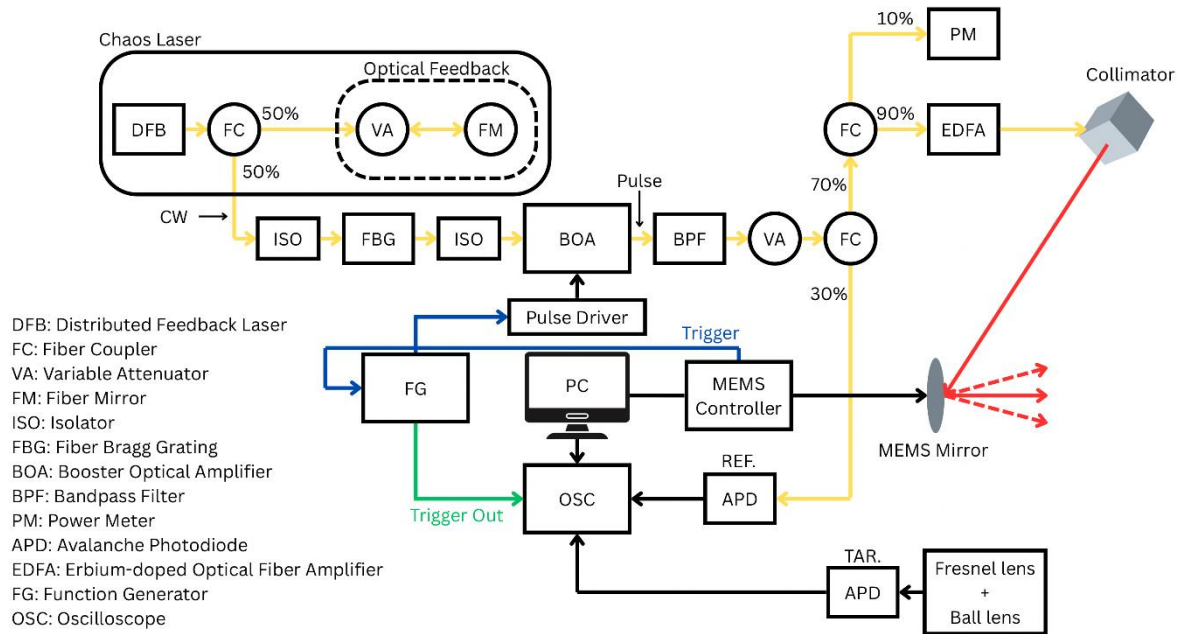 10%
PM
Chaos Laser
Optical Feedback
Collimator
DFB
FC
50%
VA
FM
FC
90%
EDFA
50%
Pulse
70%
CW
ISO
FBG
ISO
BOA
BPF
VA
FC
30%
Pulse Driver
Trigger
FG
PC
MEMS
Controller
MEMS Mirror
REF.
OSC
APD
Trigger Out
TAR.
APD
Fresnel lens
+
Ball lens
DFB: Distributed Feedback Laser
FC: Fiber Coupler
VA: Variable Attenuator
FM: Fiber Mirror
ISO: Isolator
FBG: Fiber Bragg Grating
BOA: Booster Optical Amplifier
BPF: Bandpass Filter
PM: Power Meter
APD: Avalanche Photodiode
EDFA: Erbium-doped Optical Fiber Amplifier
FG: Function Generator
OSC: Oscilloscope